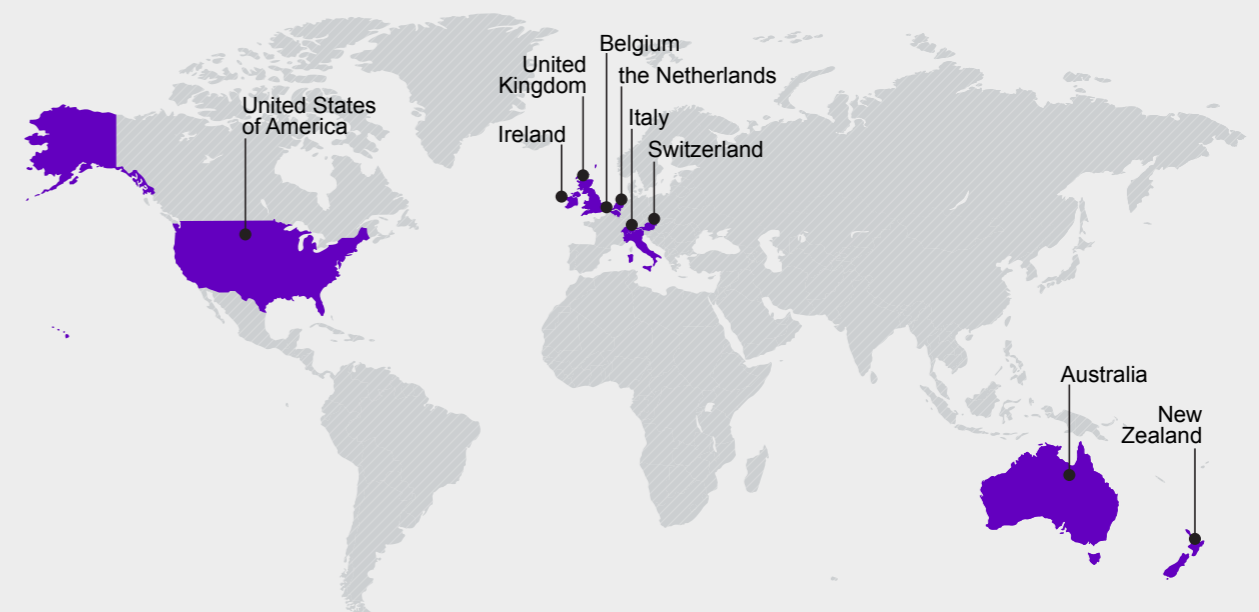 Belgium
United
Kingdom
the Netherlands
United States
of America
Italy
Ireland
Switzerland
Australia
New
Zealand